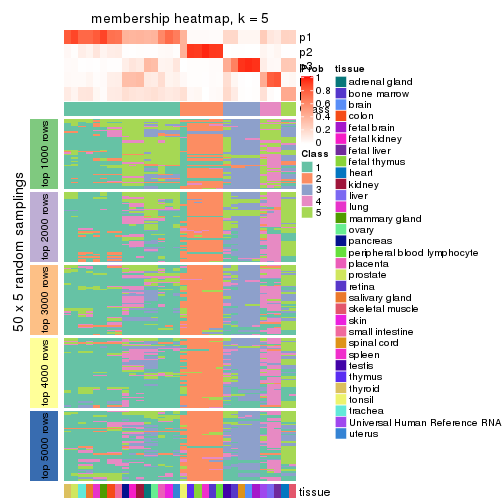 membership heatmap, k = 5
p1
p2
p3
Prob
1
0.8
0.6
0.4
0.2
0
Class
Class
1
2
3
4
5
tissue
adrenal gland
bone marrow
brain
colon
fetal brain
fetal kidney
fetal liver
fetal thymus
heart
kidney
liver
lung
mammary gland
ovary
pancreas
peripheral blood lymphocyte
placenta
prostate
retina
salivary gland
skeletal muscle
skin
small intestine
spinal cord
spleen
testis
thymus
thyroid
tonsil
trachea
Universal Human Reference RNA
uterus
50 x 5 random samplings
top 1000 rows
top 2000 rows
top 3000 rows
top 4000 rows
top 5000 rows
tissue